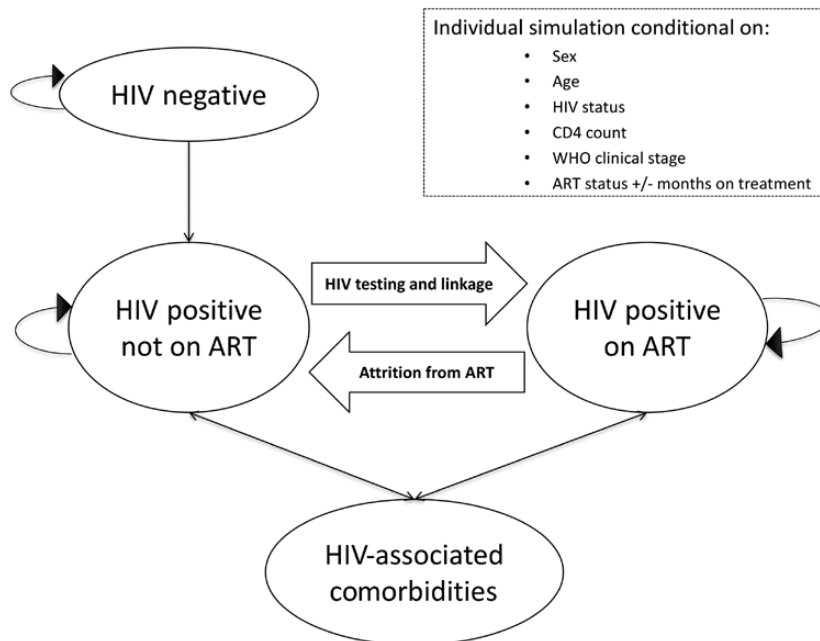 Individual simulation conditional on:
• Sex
• Age
• HIV status
• CD4 count
• WHO clinical stage
• ART status +/- months on treatment
HIV negative
HIV positive
not on ART
HIV testing and linkage
Attrition from ART
HIV positive
on ART
HIV-associated
comorbidities